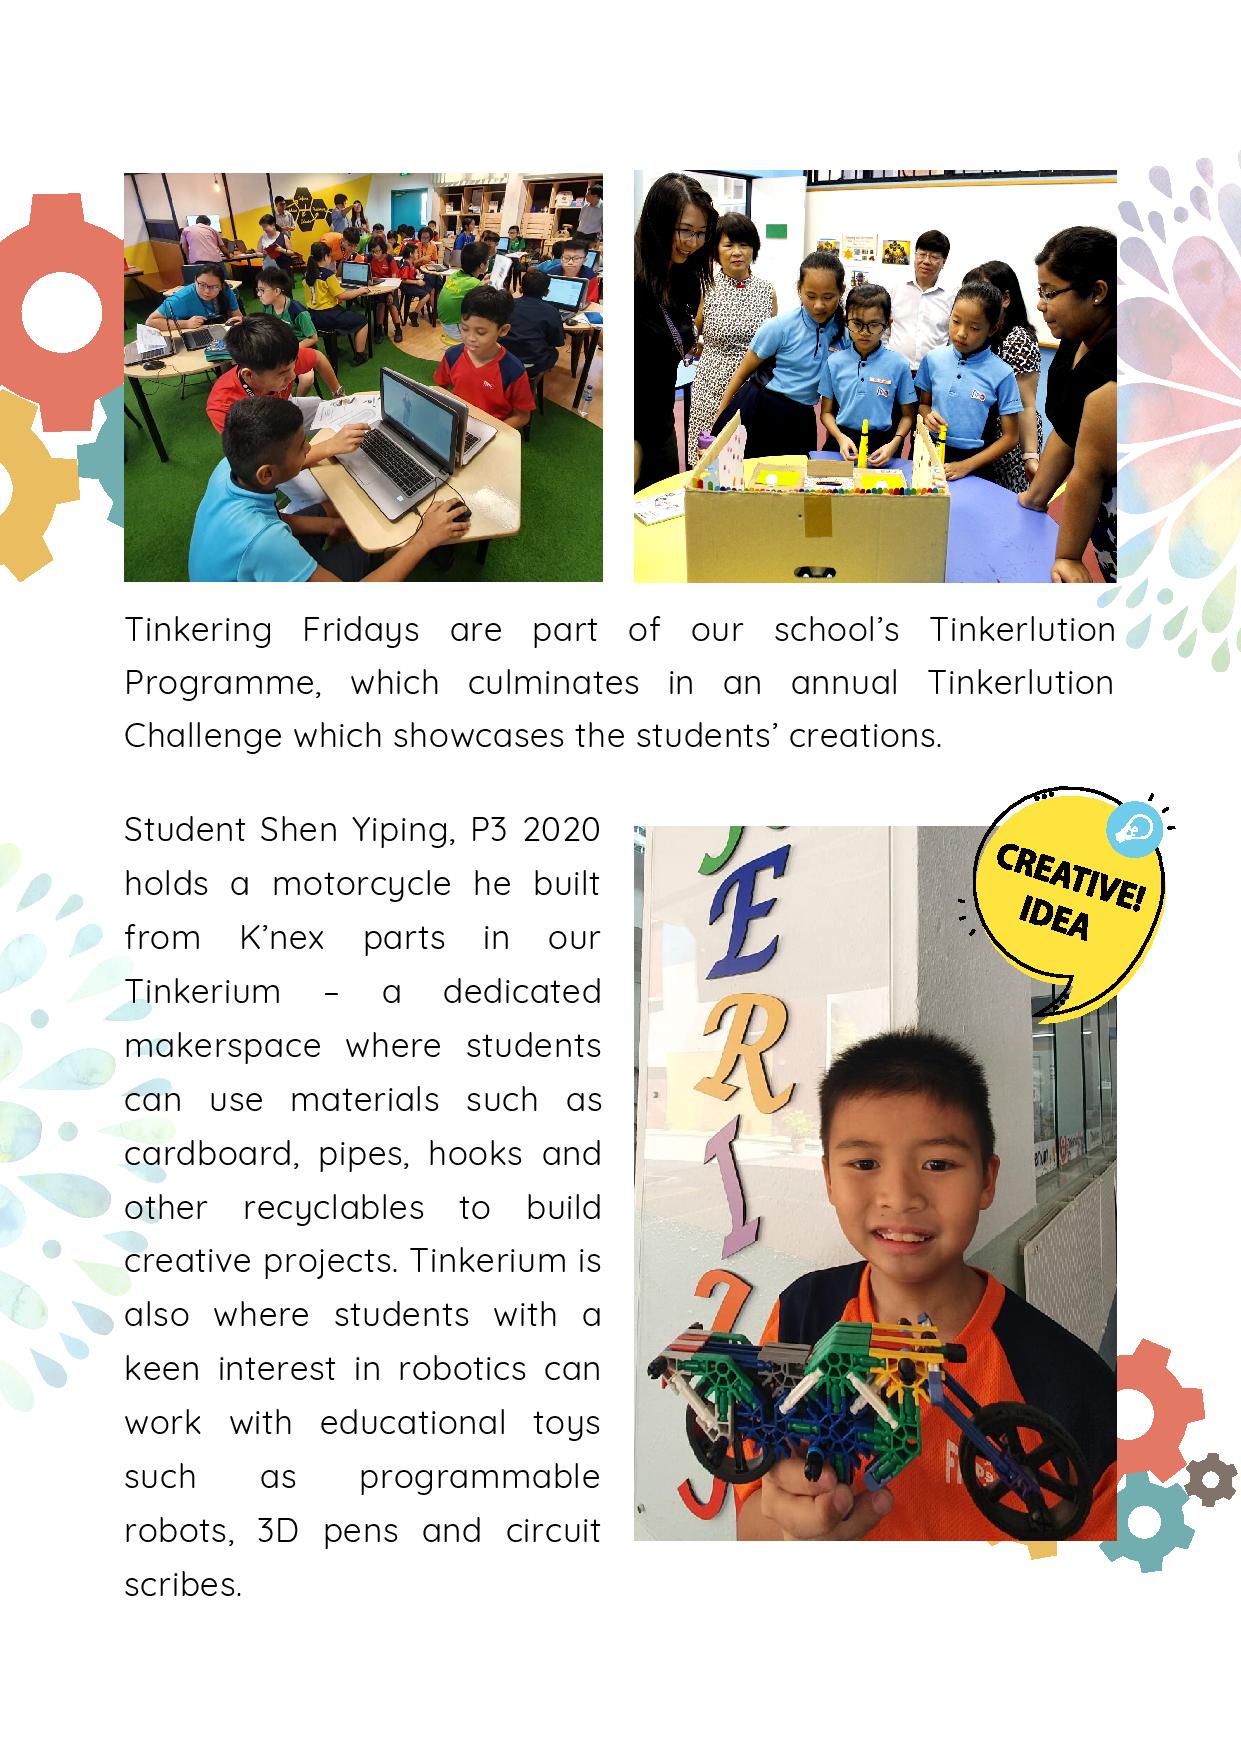 Tinkering Fridays are part of our school’s Tinkerlution
Programme, which culminates in an annual Tinkerlution
Challenge which showcases the students’ creations.
Student Shen Yiping, P3 2020
holds a motorcycle he built
from K’nex parts in our
Tinkerium – a dedicated
makerspace where students
can use materials such as
cardboard, pipes, hooks and
other recyclables to build
creative projects. Tinkerium is
also where students with a
keen interest in robotics can
work with educational toys
such as programmable
robots, 3D pens and circuit
scribes.
CREATIVE!
IDEA
E
R
I